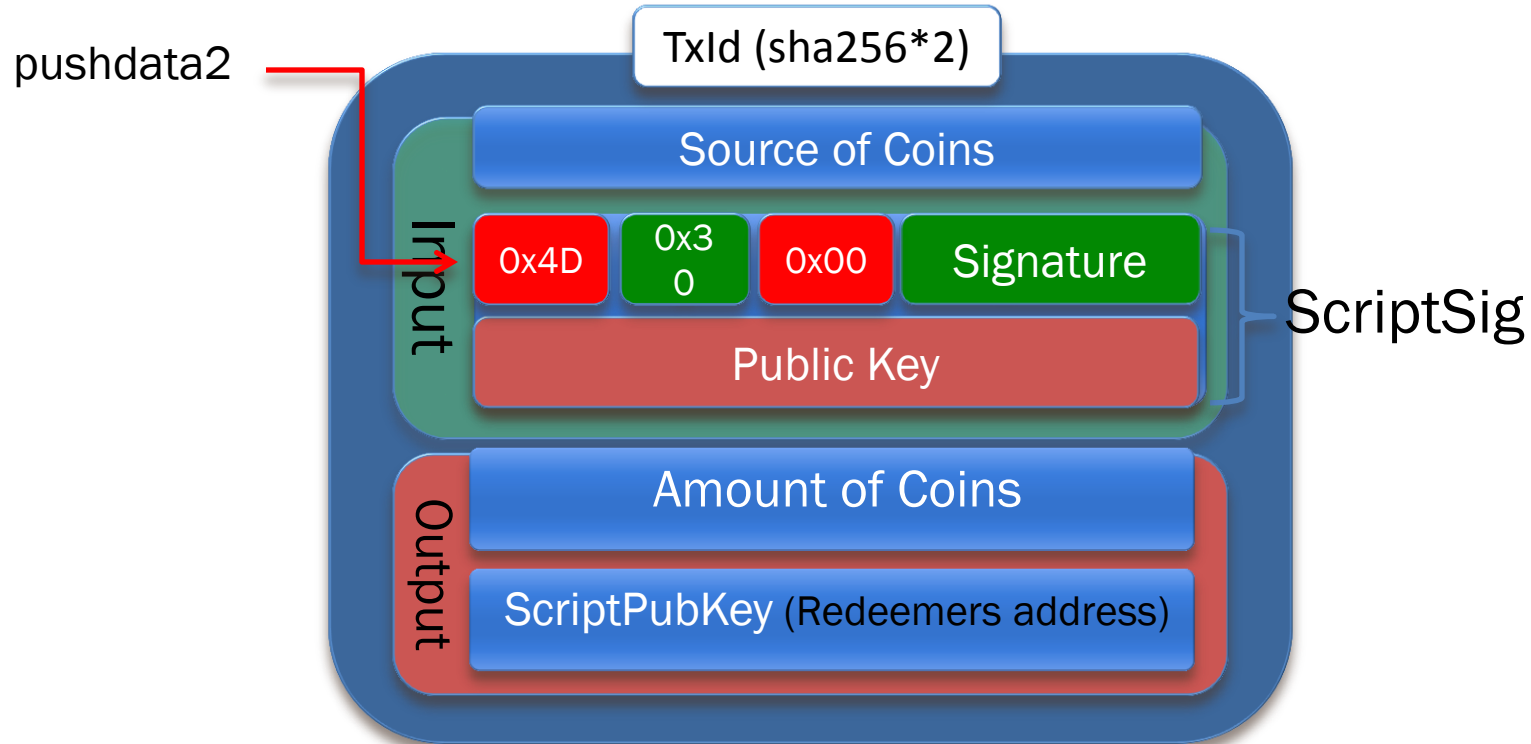 TxId (sha256*2)
pushdata2
Source of Coins
Input
0x4D
0x3
0
0x00
Signature
ScriptSig
Public Key
Output
Amount of Coins
ScriptPubKey (Redeemers address)